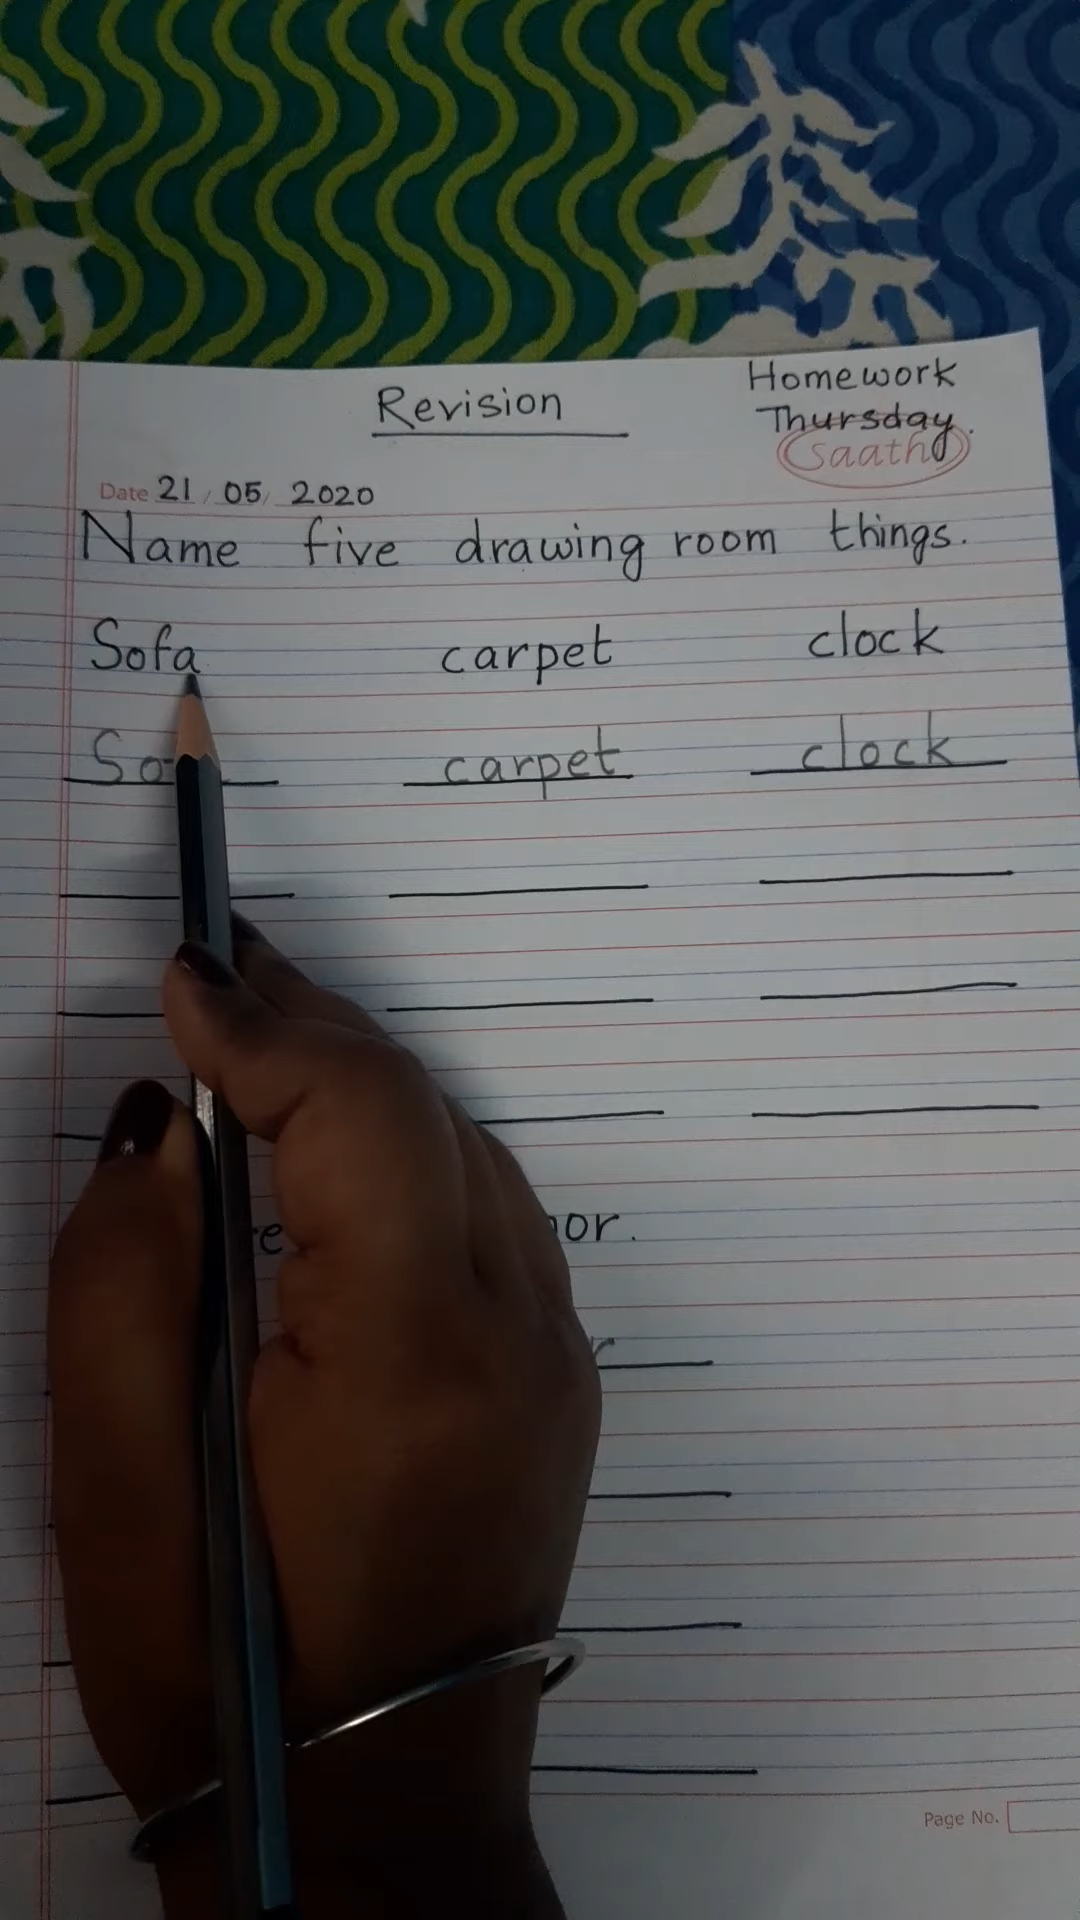 Homework
Revision
Thursday.
saathi
Date 21/05/2020
Name five drawing room things.
Sofa carpet clock
So carpet clock
Page No.